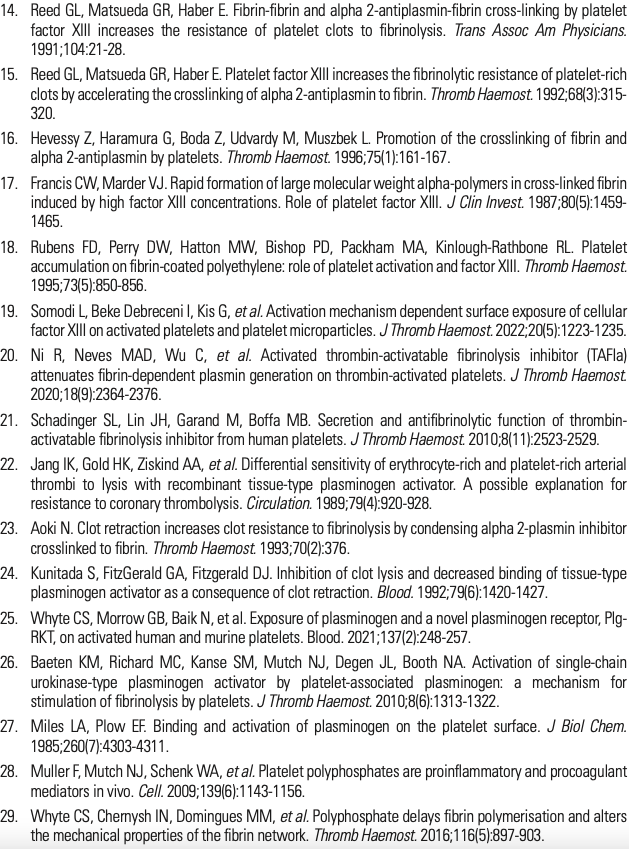 14. Reed GL, Matsueda GR, Haber E. Fibrin-fibrin and alpha 2-antiplasmin-fibrin cross-linking by platelet
factor XIII increases the resistance of platelet clots to fibrinolysis. Trans Assoc Am Physicians.
1991;104:21-28.
15. Reed GL, Matsueda GR, Haber E. Platelet factor XIII increases the fibrinolytic resistance of platelet-rich
clots by accelerating the crosslinking of alpha 2-antiplasmin to fibrin. Thromb Haemost. 1992;68(3):315-
320.
16. Hevessy Z, Haramura G, Boda Z, Udvardy M, Muszbek L. Promotion of the crosslinking of fibrin and
alpha 2-antiplasmin by platelets. Thromb Haemost. 1996;75(1):161-167.
17. Francis CW, Marder VJ. Rapid formation of large molecular weight alpha-polymers in cross-linked fibrin
induced by high factor XIII concentrations. Role of platelet factor XIII. J Clin Invest. 1987;80(5):1459-
1465.
18. Rubens FD, Perry DW, Hatton MW, Bishop PD, Packham MA, Kinlough-Rathbone RL. Platelet
accumulation on fibrin-coated polyethylene: role of platelet activation and factor XIII. Thromb Haemost.
1995;73(5):850-856.
19. Somodi L, Beke Debreceni I, Kis G, et al. Activation mechanism dependent surface exposure of cellular
factor XIII on activated platelets and platelet microparticles. J Thromb Haemost. 2022;20(5):1223-1235.
20. Ni R, Neves MAD, Wu C, et al. Activated thrombin-activatable fibrinolysis inhibitor (TAFIa)
attenuates fibrin-dependent plasmin generation on thrombin-activated platelets. J Thromb Haemost.
2020;18(9):2364-2376.
21. Schadinger SL, Lin JH, Garand M, Boffa MB. Secretion and antifibrinolytic function of thrombin-
activatable fibrinolysis inhibitor from human platelets. J Thromb Haemost. 2010;8(11):2523-2529.
22. Jang IK, Gold HK, Ziskind AA, et al. Differential sensitivity of erythrocyte-rich and platelet-rich arterial
thrombi to lysis with recombinant tissue-type plasminogen activator. A possible explanation for
resistance to coronary thrombolysis. Circulation. 1989;79(4):920-928.
23. Aoki N. Clot retraction increases clot resistance to fibrinolysis by condensing alpha 2-plasmin inhibitor
crosslinked to fibrin. Thromb Haemost. 1993;70(2):376.
24. Kunitada S, FitzGerald GA, Fitzgerald DJ. Inhibition of clot lysis and decreased binding of tissue-type
plasminogen activator as a consequence of clot retraction. Blood. 1992;79(6):1420-1427.
25. Whyte CS, Morrow GB, Baik N, et al. Exposure of plasminogen and a novel plasminogen receptor, Plg-
RKT, on activated human and murine platelets. Blood. 2021;137(2):248-257.
26. Baeten KM, Richard MC, Kanse SM, Mutch NJ, Degen JL, Booth NA. Activation of single-chain
urokinase-type plasminogen activator by platelet-associated plasminogen: a mechanism for
stimulation of fibrinolysis by platelets. J Thromb Haemost. 2010;8(6):1313-1322.
27. Miles LA, Plow EF. Binding and activation of plasminogen on the platelet surface. J Biol Chem.
1985;260(7):4303-4311.
28. Muller F, Mutch NJ, Schenk WA, et al. Platelet polyphosphates are proinflammatory and procoagulant
mediators in vivo. Cell. 2009;139(6):1143-1156.
29. Whyte CS, Chernysh IN, Domingues MM, et al. Polyphosphate delays fibrin polymerisation and alters
the mechanical properties of the fibrin network. Thromb Haemost. 2016;116(5):897-903.